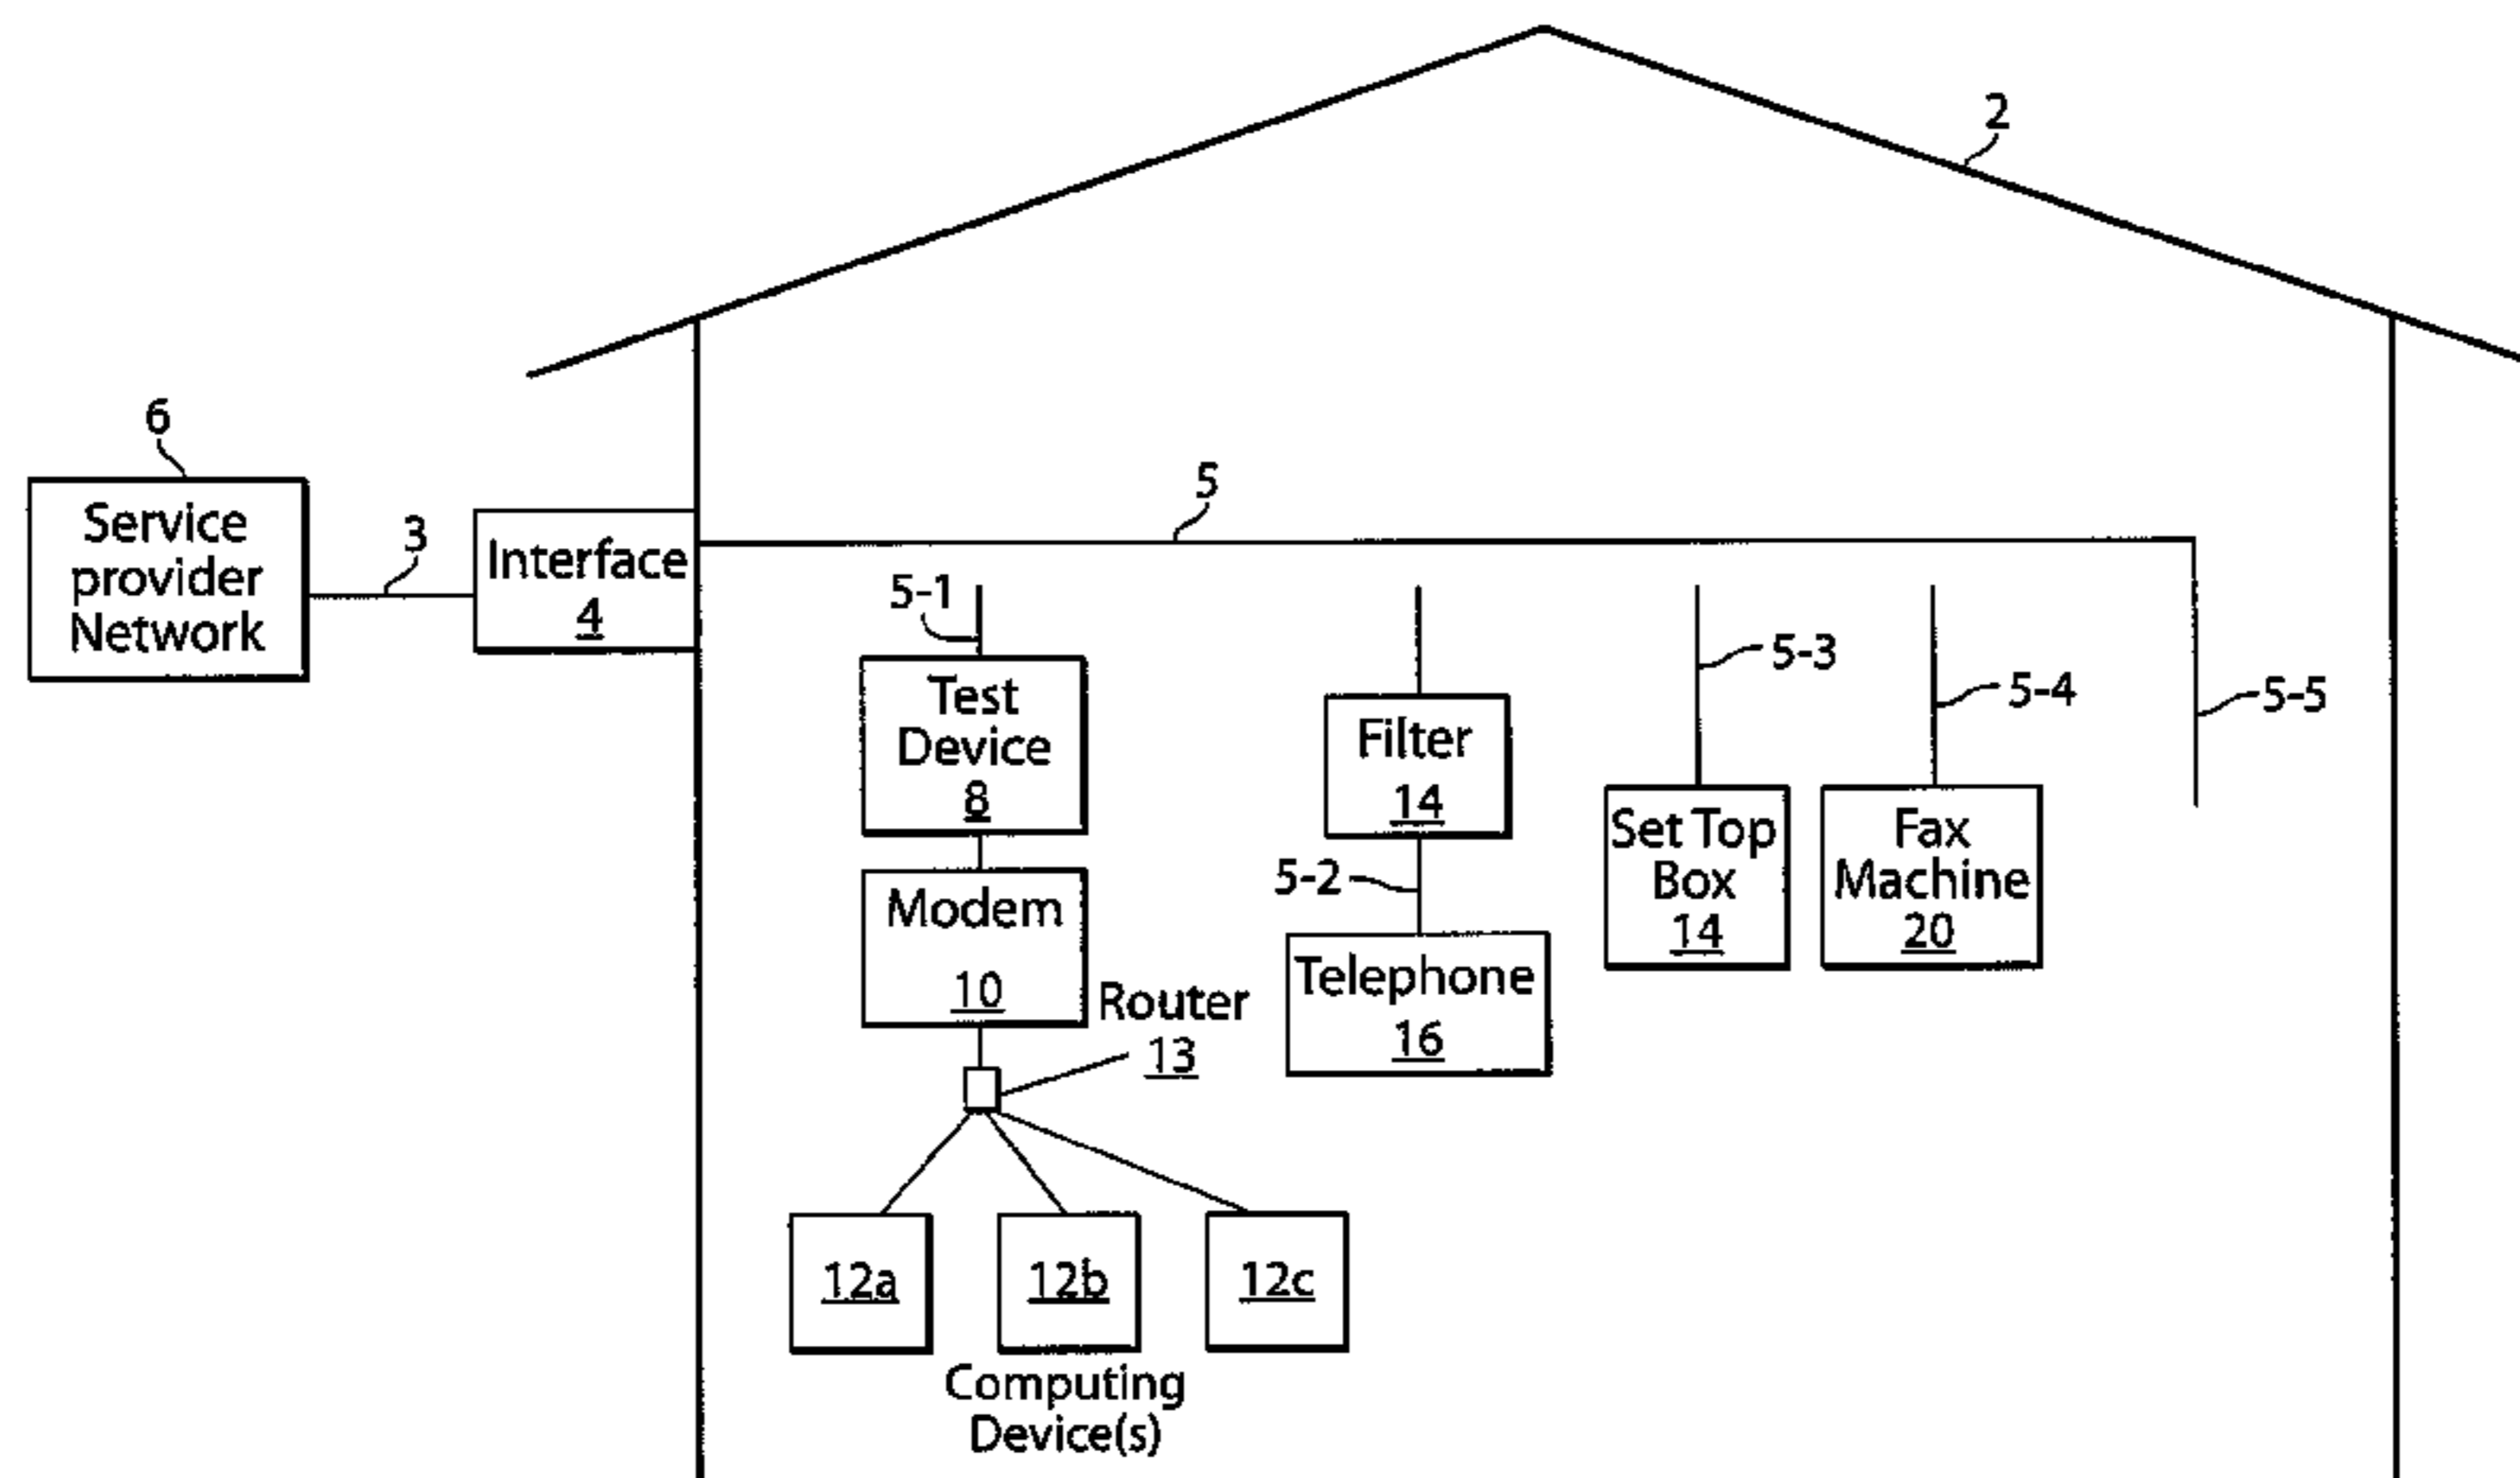 2
6
Service
provider
Network
3
Interface
4
5
5-1
Test
Device
8
Modem
10
Router
13
12a
12b
12c
Computing
Device(s)
Filter
14
5-2
Telephone
16
5-3
Set Top
Box
14
5-4
Fax
Machine
20
5-5